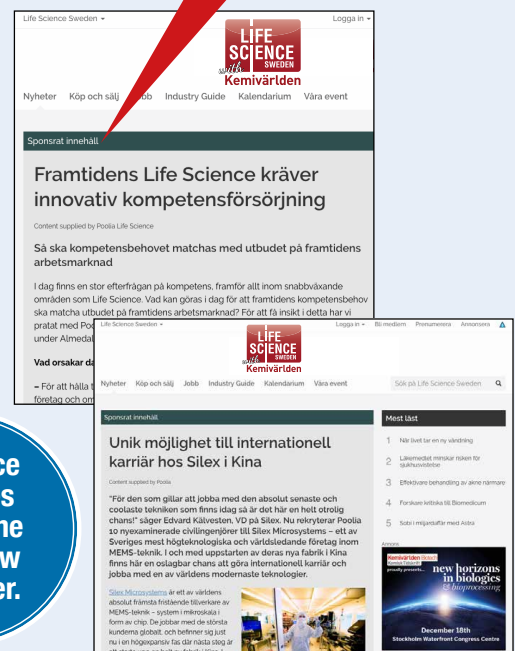 Life Science Sweden
Logga in
LIFE
SCIENCE
SWEDEN
with
Kemivärlden
Nyheter Köp och sälj Industry Guide Kalendarium Våra event
Sponsrat innehåll
Framtidens Life Science kräver
innovativ kompetensförsörjning
Content supplied by Poolia Life Science
Så ska kompetensbehovet matchas med utbudet på framtidens
arbetsmarknad
I dag finns en stor efterfrågan på kompetens, framför allt inom snabbväxande
områden som Life Science. Vad kan göras i dag för att framtidens kompetensbehov
ska matcha utbudet på framtidens arbetsmarknad? För att få insikt i detta har vi
pratat med
under
Vad orsakar
– För att hålla
företag och
Life Science Sweden
Logga in Bli medlem Prenumerera Annonsera
LIFE
SCIENCE
SWEDEN
with
Kemivärlden
Nyheter Köp och sälj Jobb Industry Guide Kalendarium Våra event
Sök på Life Science Sweden
Sponsrat innehåll
Unik möjlighet till internationell
karriär hos Silex i Kina
Content supplied by Poolia
"För den som gillar att jobba med den absolut senaste och
coolaste tekniken som finns idag så är det här en helt otrolig
chans!" säger Edvard Kälvesten, VD på Silex. Nu rekryterar Poolia
10 nyexaminerade civilingenjörer till Silex Microsystems – ett av
Sveriges mest högteknologiska och världsledande företag inom
MEMS-teknik. I och med uppstarten av deras nya fabrik i Kina
finns här en oslagbar chans att göra internationell karriär och
jobba med en av världens modernaste teknologier.
Silex Microsystems är ett av världens
absolut främsta fristående tillverkare av
MEMS-teknik – system i mikroskala i
form av chip. De jobbar med de största
kunderna globalt, och befinner sig just
nu i en högexpansiv fas där nästa steg är
Mest läst
1 När livet tar en ny vändning
2 Läkemedlet minskar risken för
sjukhusvistelse
3 Effektivare behandling av akne närmare
4 Forskare kritiska till Biomedicum
5 Sobi i miljardaffär med Astra
Annons
Kemivärlden Biotech
Kemisk Tidskrift
proudly presents...
new horizons
in biologics
& bioprocessing
December 18th
Stockholm Waterfront Congress Centre